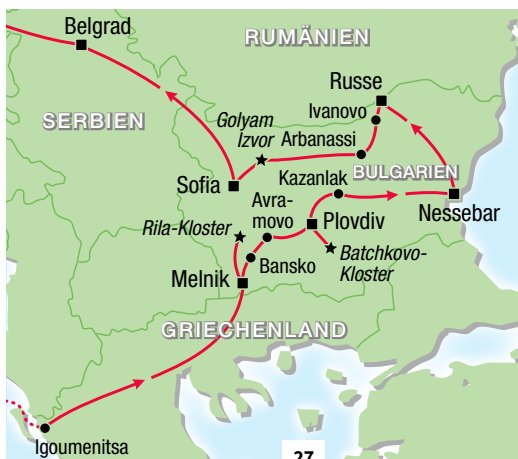 Belgrad
RUMÄNIEN
Russe
Ivanovo
SERBIEN
Golyam
Izvor
Arbanassi
BULGARIEN
Sofia
Kazanlak
Avra-
movo
Nessebar
Rila-Kloster
Plovdiv
Bansko
Batchkovo-
Kloster
Melnik
GRIECHENLAND
Igoumenitsa
27